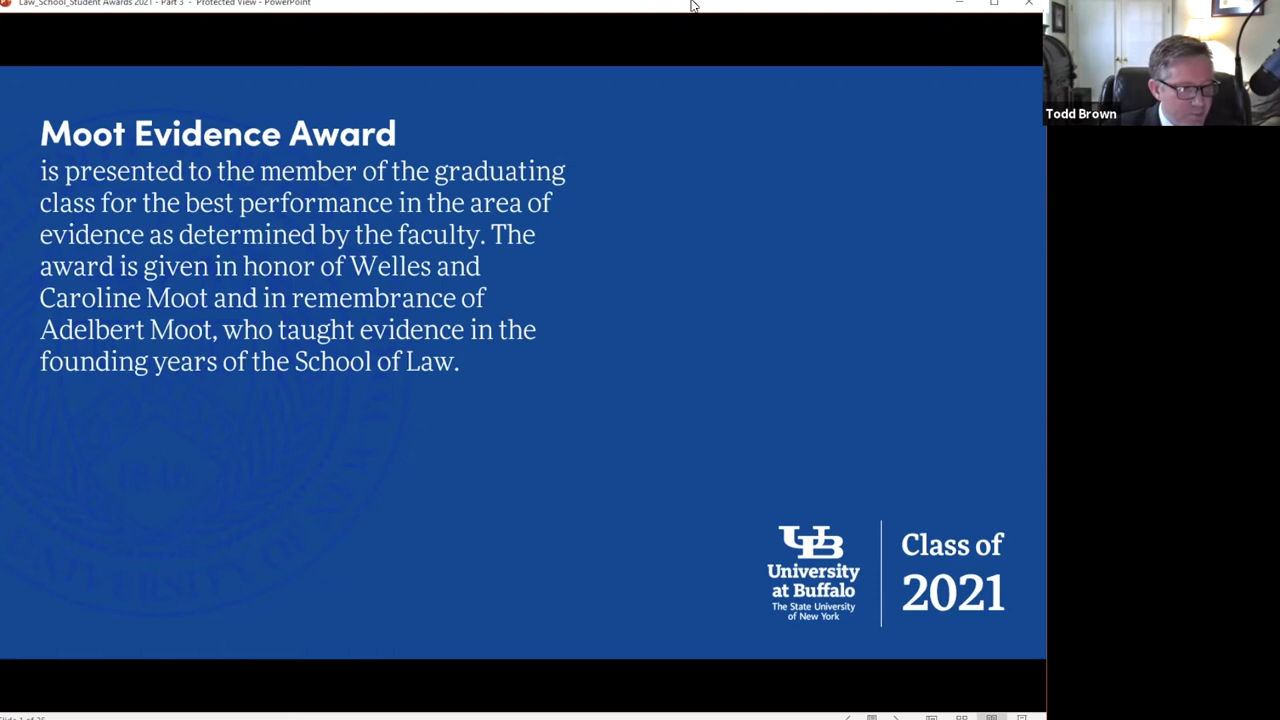 Law_School_Student Awards 2021 - Part 3 - Protected View - PowerPoint
Todd Brown
Moot Evidence Award
is presented to the member of the graduating
class for the best performance in the area of
evidence as determined by the faculty. The
award is given in honor of Welles and
Caroline Moot and in remembrance of
Adelbert Moot, who taught evidence in the
founding years of the School of Law.
UB
University
at Buffalo
The State University
of New York
Class of
2021